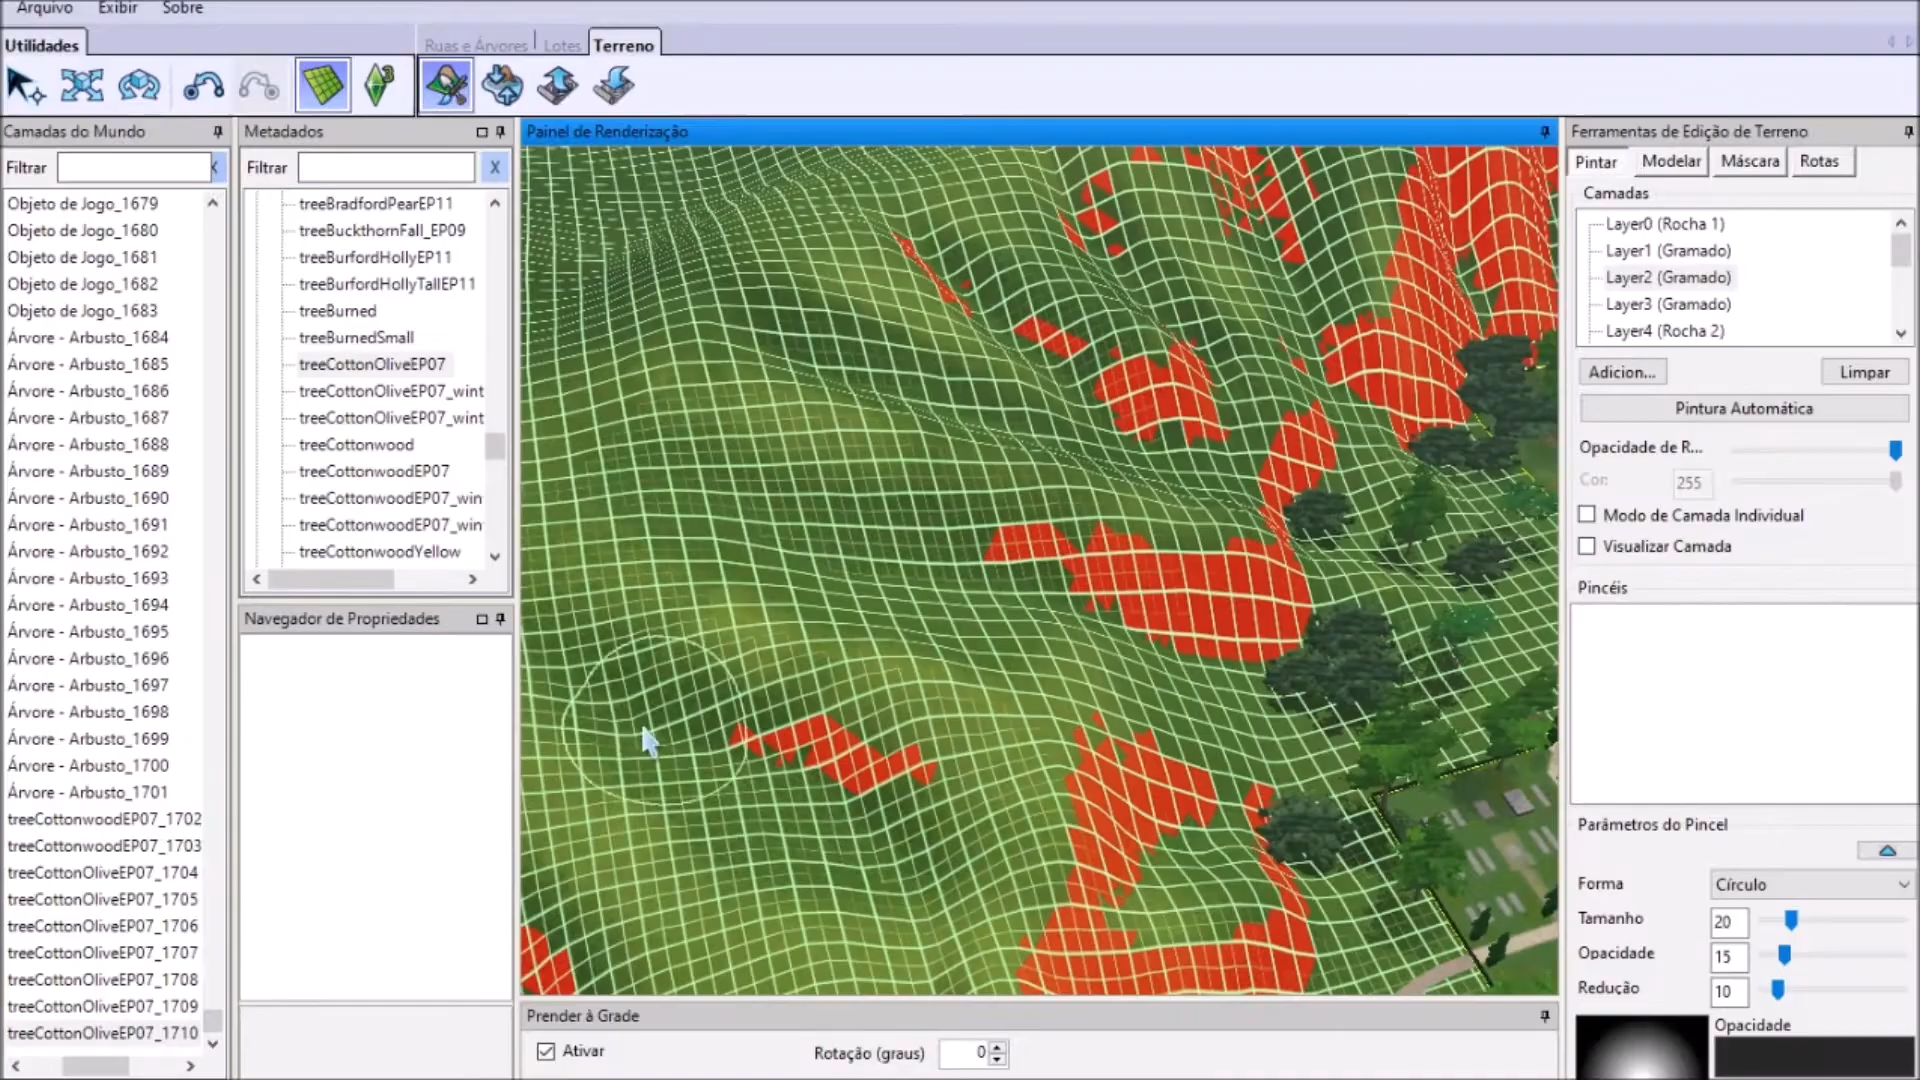 Arquivo Exibir Sobre
Utilidades
Ruas e Árvores Lotes Terreno
3
Camadas do Mundo
Filtrar
Objeto de Jogo_1679
Objeto de Jogo_1680
Objeto de Jogo_1681
Objeto de Jogo_1682
Objeto de Jogo_1683
Árvore - Arbusto_1684
Árvore - Arbusto_1685
Árvore - Arbusto_1686
Árvore - Arbusto_1687
Árvore - Arbusto_1688
Árvore - Arbusto_1689
Árvore - Arbusto_1690
Árvore - Arbusto_1691
Árvore - Arbusto_1692
Árvore - Arbusto_1693
Árvore - Arbusto_1694
Árvore - Arbusto_1695
Árvore - Arbusto_1696
Árvore - Arbusto_1697
Árvore - Arbusto_1698
Árvore - Arbusto_1699
Árvore - Arbusto_1700
Árvore - Arbusto_1701
treeCottonwoodEP07_1702
treeCottonwoodEP07_1703
treeCottonOliveEP07_1704
treeCottonOliveEP07_1705
treeCottonOliveEP07_1706
treeCottonOliveEP07_1707
treeCottonOliveEP07_1708
treeCottonOliveEP07_1709
treeCottonOliveEP07_1710
Metadados
Filtrar X
treeBradfordPearEP11
treeBuckthornFall_EP09
treeBurfordHollyEP11
treeBurfordHollyTallEP11
treeBurned
treeBurnedSmall
treeCottonOliveEP07
treeCottonOliveEP07_wint
treeCottonOliveEP07_wint
treeCottonwood
treeCottonwoodEP07
treeCottonwoodEP07_win
treeCottonwoodEP07_win
treeCottonwoodYellow
Navegador de Propriedades
Painel de Renderização
Prender à Grade
Ativar
Rotação (graus) 0
Ferramentas de Edição de Terreno
Pintar Modelar Máscara Rotas
Camadas
Layer0 (Rocha 1)
Layer1 (Gramado)
Layer2 (Gramado)
Layer3 (Gramado)
Layer4 (Rocha 2)
Adicion... Limpar
Pintura Automática
Opacidade de R...
Cor: 255
Modo de Camada Individual
Visualizar Camada
Pincéis
Parâmetros do Pincel
Forma Círculo
Tamanho 20
Opacidade 15
Redução 10
Opacidade